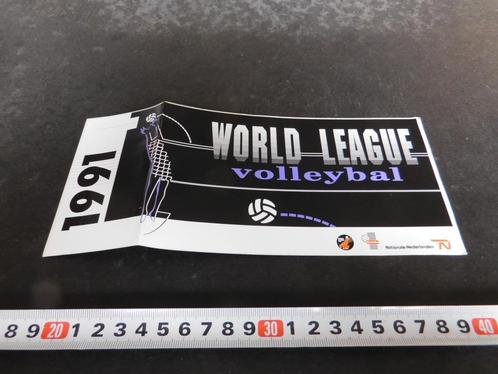 1991
WORLD LEAGUE
volleybal
Nationale-Nederlanden
8 9 20 1 2 3 4 5 6 7 8 9 30 1 2 3 4 5 6 7 8 9 40